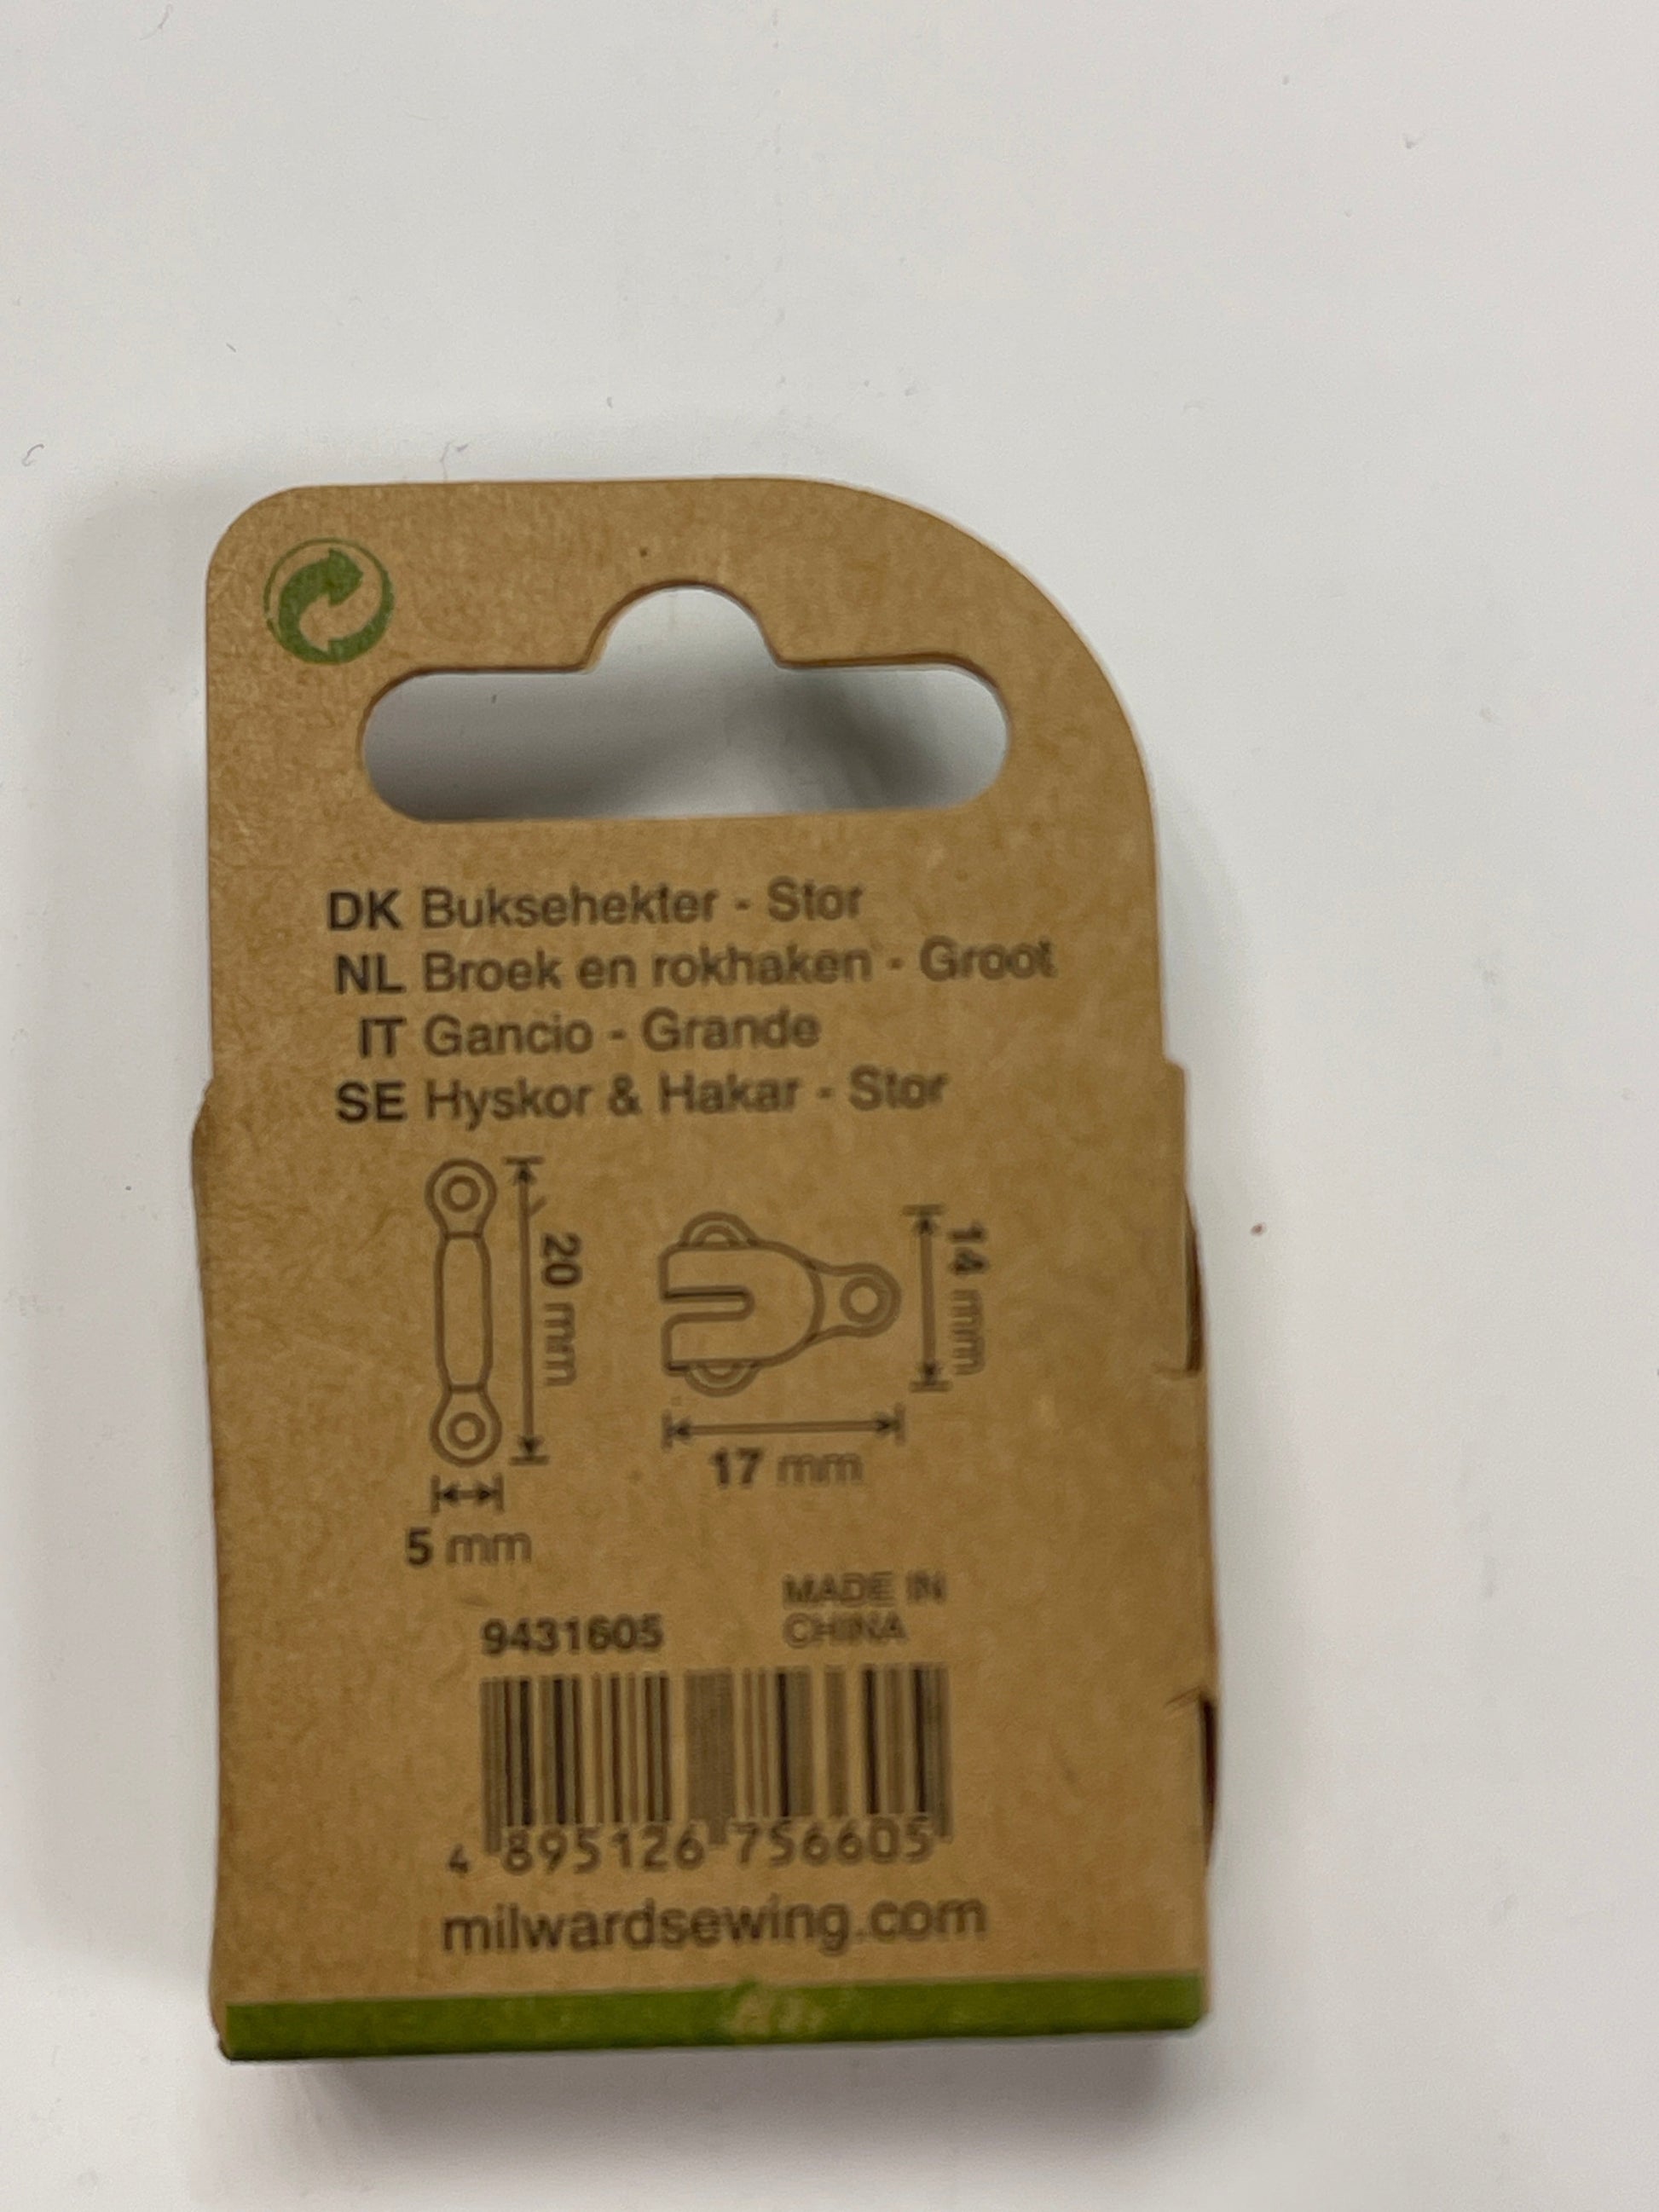 DK Buksehekter - Stor
NL Broek en rokhaken - Groot
IT Gancio - Grande
SE Hyskor & Hakar - Stor
20 mm
14 mm
17 mm
5 mm
MADE IN
CHINA
9431605
4 895126 756605
milwardsewing.com